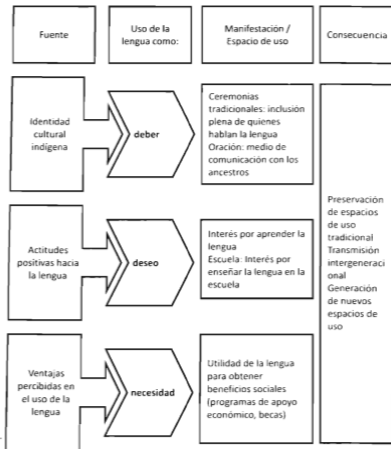 Fuente
Uso de la
lengua como:
Manifestación /
Espacio de uso
Consecuencia
Identidad
cultural
indígena
deber
Ceremonias
tradicionales: inclusión
plena de quienes
hablan la lengua
Oración: medio de
comunicación con los
ancestros
Actitudes
positivas hacia
la lengua
deseo
Interés por aprender la
lengua
Escuela: Interés por
enseñar la lengua en la
escuela
Ventajas
percibidas en
el uso de la
lengua
necesidad
Utilidad de la lengua
para obtener
beneficios sociales
(programas de apoyo
económico, becas)
Preservación
de espacios
de uso
tradicional
Transmisión
intergeneraci
onal
Generación
de nuevos
espacios de
uso